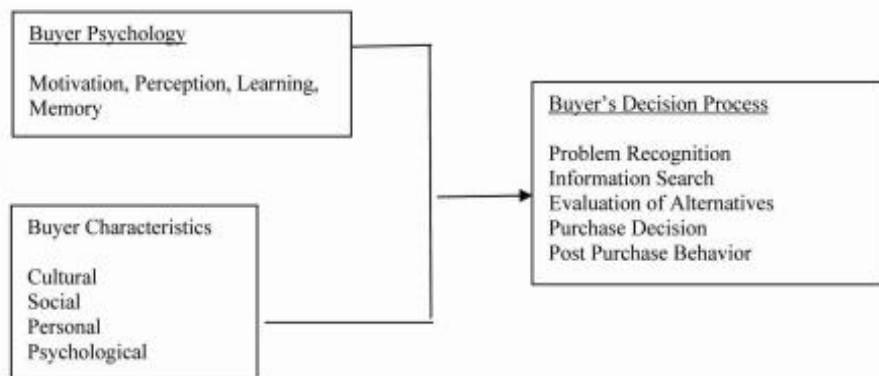 Buyer Psychology
Motivation, Perception, Learning,
Memory
Buyer Characteristics
Cultural
Social
Personal
Psychological
Buyer's Decision Process
Problem Recognition
Information Search
Evaluation of Alternatives
Purchase Decision
Post Purchase Behavior